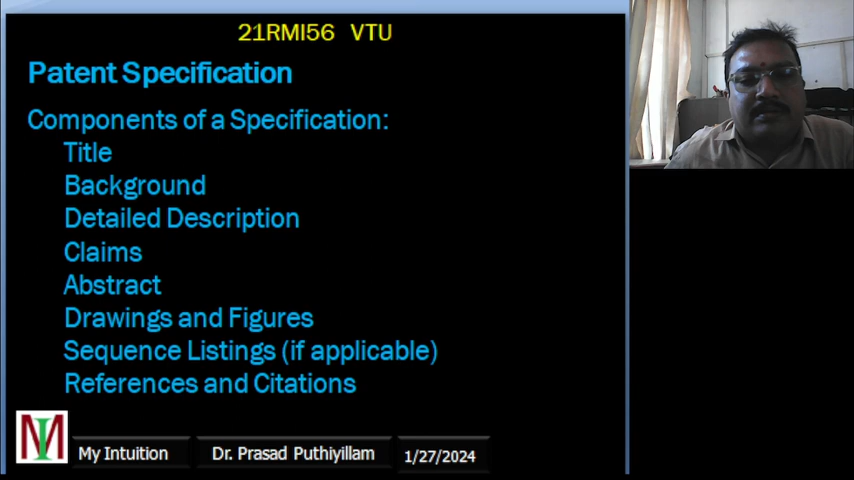 21RMI56 VTU
Patent Specification
Components of a Specification:
Title
Background
Detailed Description
Claims
Abstract
Drawings and Figures
Sequence Listings (if applicable)
References and Citations
MI
My Intuition
Dr. Prasad Puthiyillam
1/27/2024